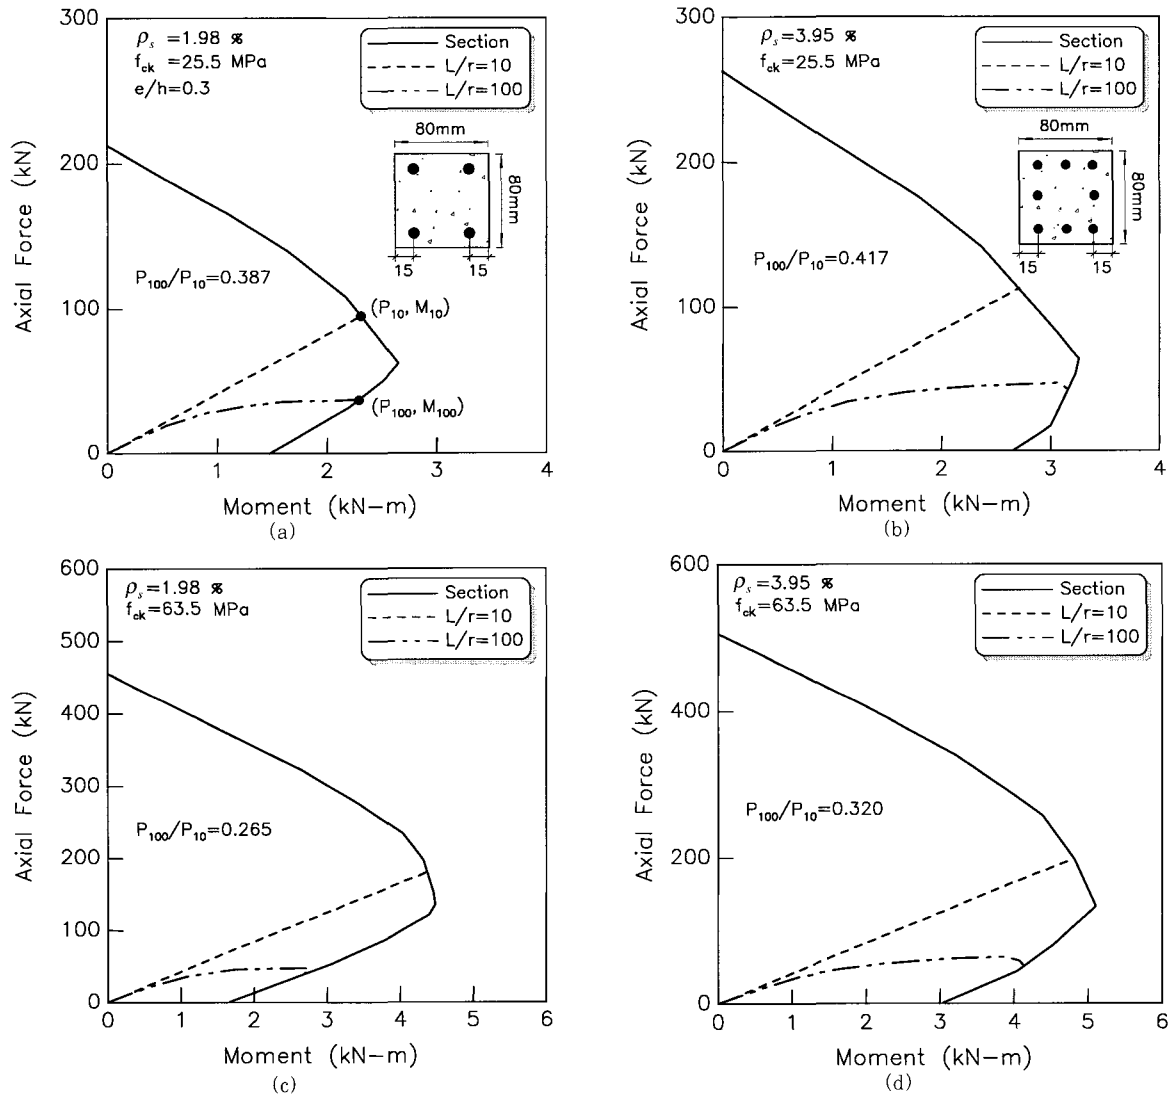 ρs =1.98 %
fck =25.5 MPa
e/h=0.3
Section
L/r=10
L/r=100
80mm
80mm
15
15
P100/P10=0.387
(P10, M10)
(P100, M100)
300
200
100
0
0 1 2 3 4
Axial Force (kN)
Moment (kN-m)
(a)
ρs =3.95 %
fck=25.5 MPa
Section
L/r=10
L/r=100
80mm
80mm
15
15
P100/P10=0.417
300
200
100
0
0 1 2 3 4
Axial Force (kN)
Moment (kN-m)
(b)
ρs=1.98 %
fck=63.5 MPa
Section
L/r=10
L/r=100
P100/P10=0.265
600
500
400
300
200
100
0
0 1 2 3 4 5 6
Axial Force (kN)
Moment (kN-m)
(c)
ρs=3.95 %
fck=63.5 MPa
Section
L/r=10
L/r=100
P100/P10=0.320
600
400
200
0
0 1 2 3 4 5 6
Axial Force (kN)
Moment (kN-m)
(d)